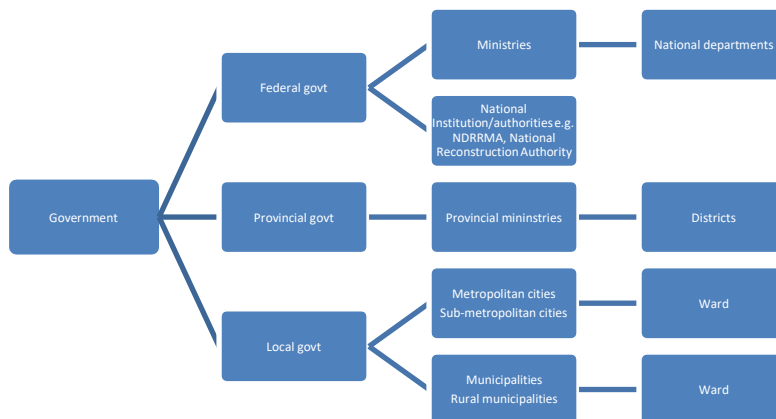 Government
Federal govt
Ministries
National departments
National
Institution/authorities e.g.
NDRRMA, National
Reconstruction Authority
Provincial govt
Provincial mininstries
Districts
Local govt
Metropolitan cities
Sub-metropolitan cities
Ward
Municipalities
Rural municipalities
Ward